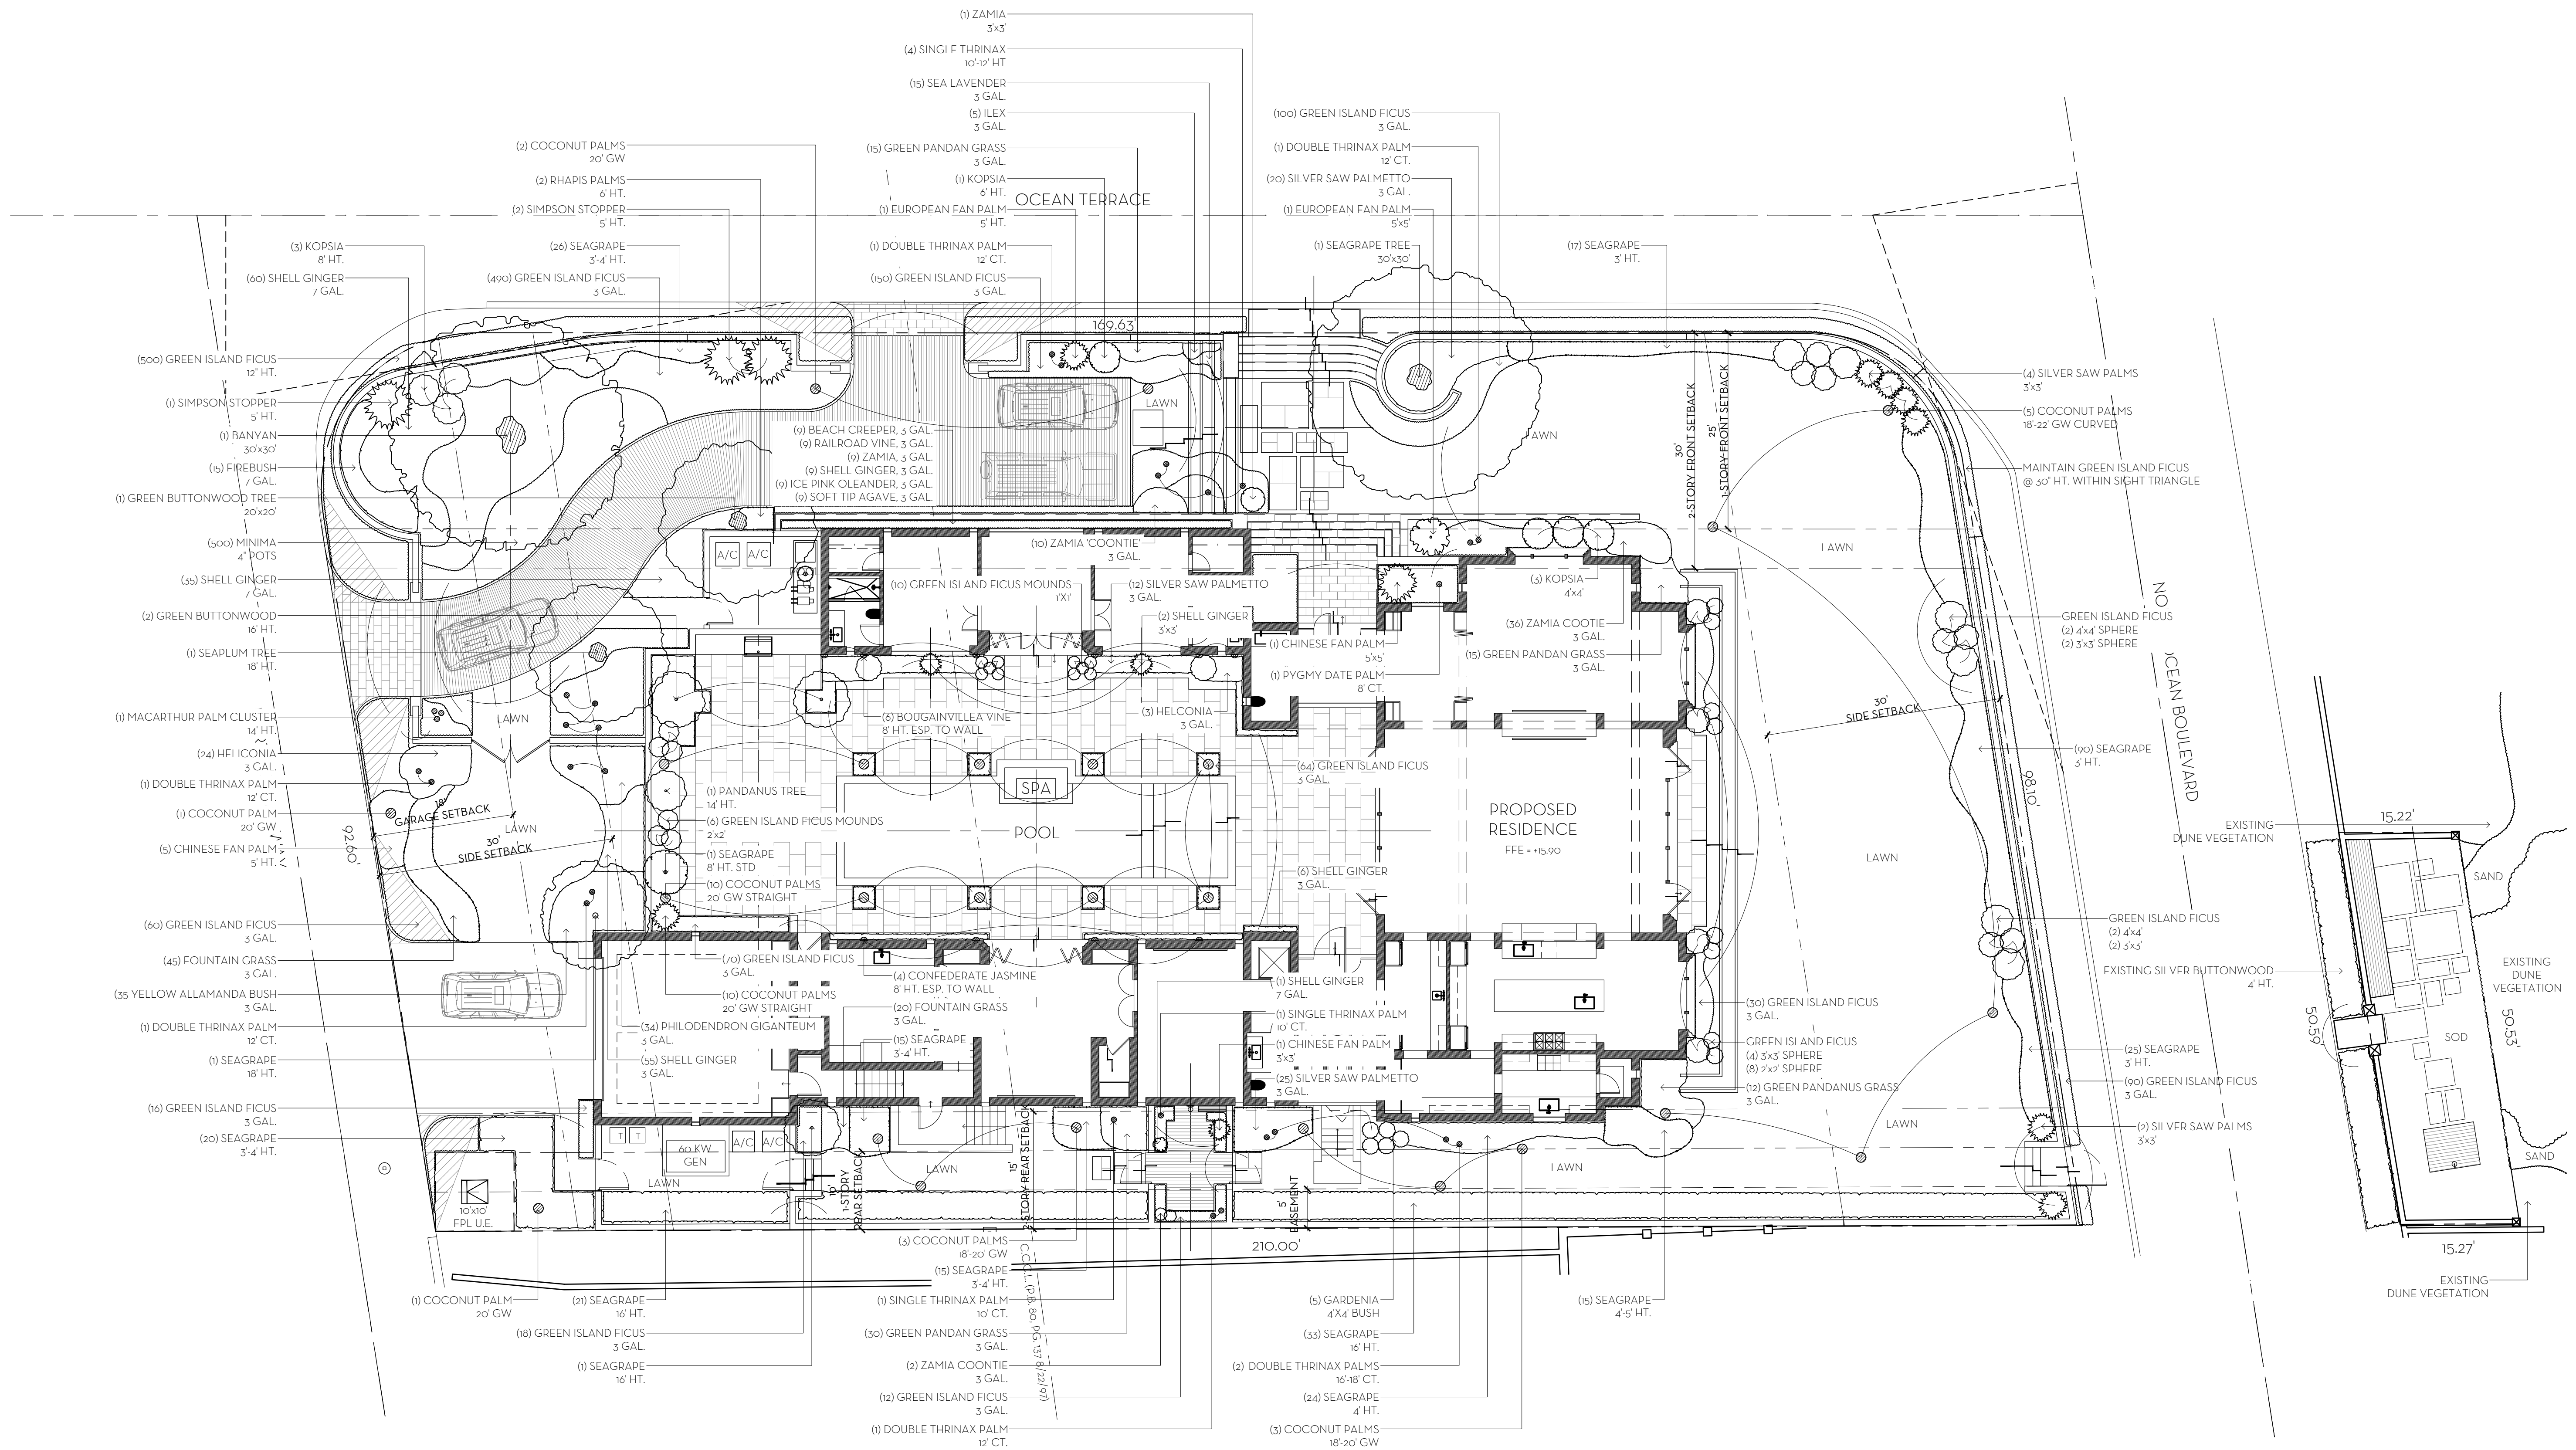 (1) ZAMIA
3'x3'
(4) SINGLE THRINAX
10'-12' HT
(15) SEA LAVENDER
3 GAL.
(5) ILEX
3 GAL.
(15) GREEN PANDAN GRASS
3 GAL.
(1) KOPSIA
6' HT.
(1) EUROPEAN FAN PALM
5' HT.
(1) DOUBLE THRINAX PALM
12' CT.
(150) GREEN ISLAND FICUS
3 GAL.
(100) GREEN ISLAND FICUS
3 GAL.
(1) DOUBLE THRINAX PALM
12' CT.
(20) SILVER SAW PALMETTO
3 GAL.
(1) EUROPEAN FAN PALM
5'x5'
(1) SEAGRAPE TREE
30'x30'
(17) SEAGRAPE
3' HT.
OCEAN TERRACE
(2) COCONUT PALMS
20' GW
(2) RHAPIS PALMS
6' HT.
(2) SIMPSON STOPPER
5' HT.
(26) SEAGRAPE
3'-4' HT.
(490) GREEN ISLAND FICUS
3 GAL.
(3) KOPSIA
8' HT.
(60) SHELL GINGER
7 GAL.
(500) GREEN ISLAND FICUS
12" HT.
(1) SIMPSON STOPPER
5' HT.
(1) BANYAN
30'x30'
(15) FIREBUSH
7 GAL.
(1) GREEN BUTTONWOOD TREE
20'x20'
(500) MINIMA
4" POTS
(35) SHELL GINGER
7 GAL.
(2) GREEN BUTTONWOOD
16' HT.
(1) SEAPLUM TREE
18' HT.
(1) MACARTHUR PALM CLUSTER
14' HT.
(24) HELICONIA
3 GAL.
(1) DOUBLE THRINAX PALM
12' CT.
(1) COCONUT PALM
20' GW
(5) CHINESE FAN PALM
5' HT.
(60) GREEN ISLAND FICUS
3 GAL.
(45) FOUNTAIN GRASS
3 GAL.
(35 YELLOW ALLAMANDA BUSH
3 GAL.
(1) DOUBLE THRINAX PALM
12' CT.
(1) SEAGRAPE
18' HT.
(16) GREEN ISLAND FICUS
3 GAL.
(20) SEAGRAPE
3'-4' HT.
169.63'
LAWN
(9) BEACH CREEPER, 3 GAL.
(9) RAILROAD VINE, 3 GAL.
(9) ZAMIA, 3 GAL.
(9) SHELL GINGER, 3 GAL.
(9) ICE PINK OLEANDER, 3 GAL.
(9) SOFT TIP AGAVE, 3 GAL.
LAWN
30'
2-STORY FRONT SETBACK
25'
1-STORY FRONT SETBACK
LAWN
A/C
A/C
(10) ZAMIA 'COONTIE'
3 GAL.
(10) GREEN ISLAND FICUS MOUNDS
1'X1'
(12) SILVER SAW PALMETTO
3 GAL.
(2) SHELL GINGER
3'x3'
(1) CHINESE FAN PALM
5'x5'
(1) PYGMY DATE PALM
8' CT.
(3) KOPSIA
4'x4'
(36) ZAMIA COOTIE
3 GAL.
(15) GREEN PANDAN GRASS
3 GAL.
(6) BOUGAINVILLEA VINE
8' HT. ESP. TO WALL
(3) HELCONIA
3 GAL.
(64) GREEN ISLAND FICUS
3 GAL.
LAWN
18'
GARAGE SETBACK
LAWN
30'
SIDE SETBACK
92.60'
(1) PANDANUS TREE
14' HT.
(6) GREEN ISLAND FICUS MOUNDS
2'x2'
(1) SEAGRAPE
8' HT. STD
(10) COCONUT PALMS
20' GW STRAIGHT
SPA
POOL
PROPOSED
RESIDENCE
FFE = +15.90
(6) SHELL GINGER
3 GAL.
30'
SIDE SETBACK
LAWN
98.10'
(70) GREEN ISLAND FICUS
3 GAL.
(10) COCONUT PALMS
20' GW STRAIGHT
(34) PHILODENDRON GIGANTEUM
3 GAL.
(55) SHELL GINGER
3 GAL.
(4) CONFEDERATE JASMINE
8' HT. ESP. TO WALL
(20) FOUNTAIN GRASS
3 GAL.
(15) SEAGRAPE
3'-4' HT.
(1) SHELL GINGER
7 GAL.
(1) SINGLE THRINAX PALM
10' CT.
(1) CHINESE FAN PALM
3'x3'
(25) SILVER SAW PALMETTO
3 GAL.
(30) GREEN ISLAND FICUS
3 GAL.
GREEN ISLAND FICUS
(4) 3'x3' SPHERE
(8) 2'x2' SPHERE
(12) GREEN PANDANUS GRASS
3 GAL.
LAWN
T
T
60 KW
GEN
A/C
A/C
LAWN
10'x10'
FPL U.E.
10'
1-STORY
REAR SETBACK
LAWN
15'
2-STORY REAR SETBACK
5'
EASEMENT
LAWN
210.00'
C.C.C.L. (P.B. 80, PG. 137 8/22/97)
(4) SILVER SAW PALMS
3'x3'
(5) COCONUT PALMS
18'-22' GW CURVED
MAINTAIN GREEN ISLAND FICUS
@ 30" HT. WITHIN SIGHT TRIANGLE
GREEN ISLAND FICUS
(2) 4'x4' SPHERE
(2) 3'x3' SPHERE
(90) SEAGRAPE
3' HT.
GREEN ISLAND FICUS
(2) 4'x4'
(2) 3'x3'
(25) SEAGRAPE
3' HT.
(90) GREEN ISLAND FICUS
3 GAL.
(2) SILVER SAW PALMS
3'x3'
EXISTING
DUNE VEGETATION
15.22'
SAND
EXISTING SILVER BUTTONWOOD
4' HT.
EXISTING
DUNE
VEGETATION
50.59'
SOD
50.53'
SAND
15.27'
EXISTING
DUNE VEGETATION
(1) COCONUT PALM
20' GW
(21) SEAGRAPE
16' HT.
(18) GREEN ISLAND FICUS
3 GAL.
(1) SEAGRAPE
16' HT.
(3) COCONUT PALMS
18'-20' GW
(15) SEAGRAPE
3'-4' HT.
(1) SINGLE THRINAX PALM
10' CT.
(30) GREEN PANDAN GRASS
3 GAL.
(2) ZAMIA COONTIE
3 GAL.
(12) GREEN ISLAND FICUS
3 GAL.
(1) DOUBLE THRINAX PALM
12' CT.
(5) GARDENIA
4'X4' BUSH
(33) SEAGRAPE
16' HT.
(2) DOUBLE THRINAX PALMS
16'-18' CT.
(24) SEAGRAPE
4' HT.
(3) COCONUT PALMS
18'-20' GW
(15) SEAGRAPE
4'-5' HT.